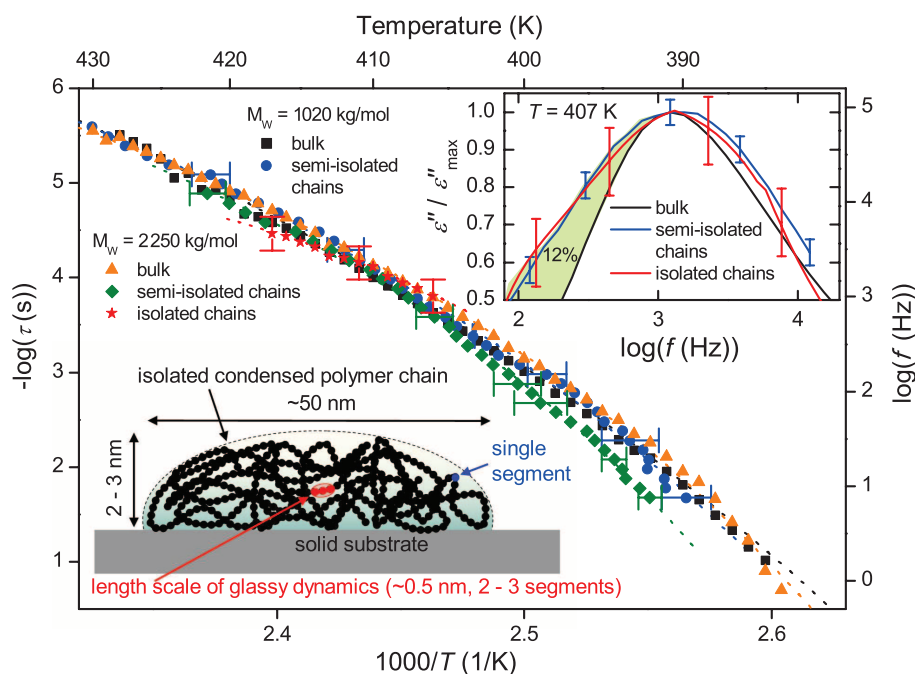 Temperature (K)
430 420 410 400 390
6
5
4
3
2
1
-log(τ (s))
M_W = 1020 kg/mol
bulk
semi-isolated chains
M_W = 2250 kg/mol
bulk
semi-isolated chains
isolated chains
T = 407 K
ε'' / ε''max
1.0
0.9
0.8
0.7
0.6
0.5
12%
bulk
semi-isolated
chains
isolated chains
2 3 4
log(f (Hz))
5
4
3
2
1
0
log(f (Hz))
isolated condensed polymer chain
~50 nm
2 - 3 nm
single
segment
solid substrate
length scale of glassy dynamics (~0.5 nm, 2 - 3 segments)
2.4 2.5 2.6
1000/T (1/K)